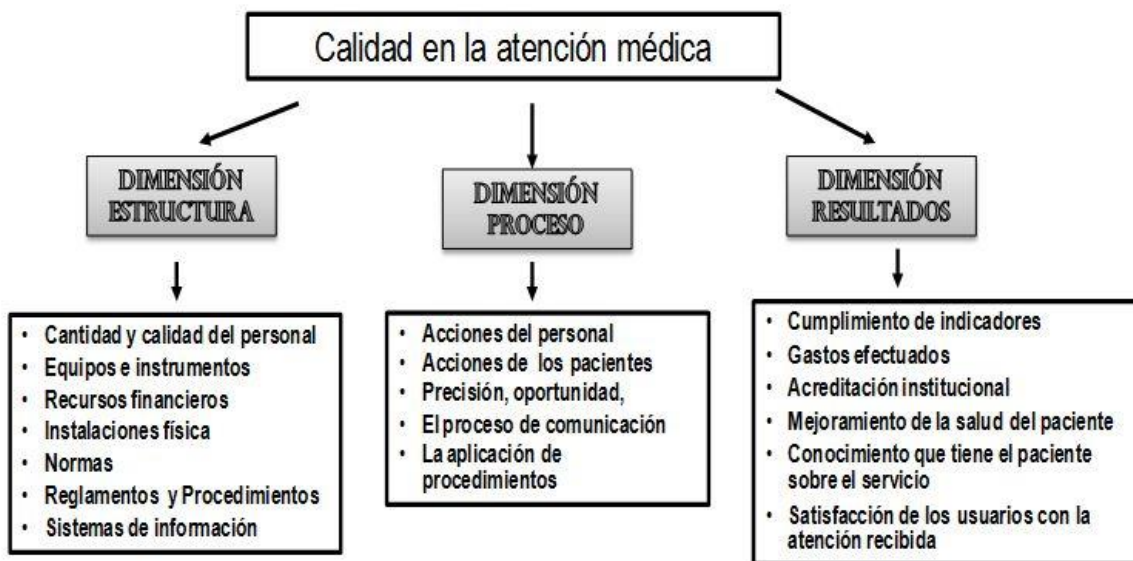 Calidad en la atención médica
DIMENSIÓN
ESTRUCTURA
DIMENSIÓN
PROCESO
DIMENSIÓN
RESULTADOS
• Cantidad y calidad del personal
• Equipos e instrumentos
• Recursos financieros
• Instalaciones física
• Normas
• Reglamentos y Procedimientos
• Sistemas de información
• Acciones del personal
• Acciones de los pacientes
• Precisión, oportunidad,
• El proceso de comunicación
• La aplicación de
procedimientos
• Cumplimiento de indicadores
• Gastos efectuados
• Acreditación institucional
• Mejoramiento de la salud del paciente
• Conocimiento que tiene el paciente
sobre el servicio
• Satisfacción de los usuarios con la
atención recibida